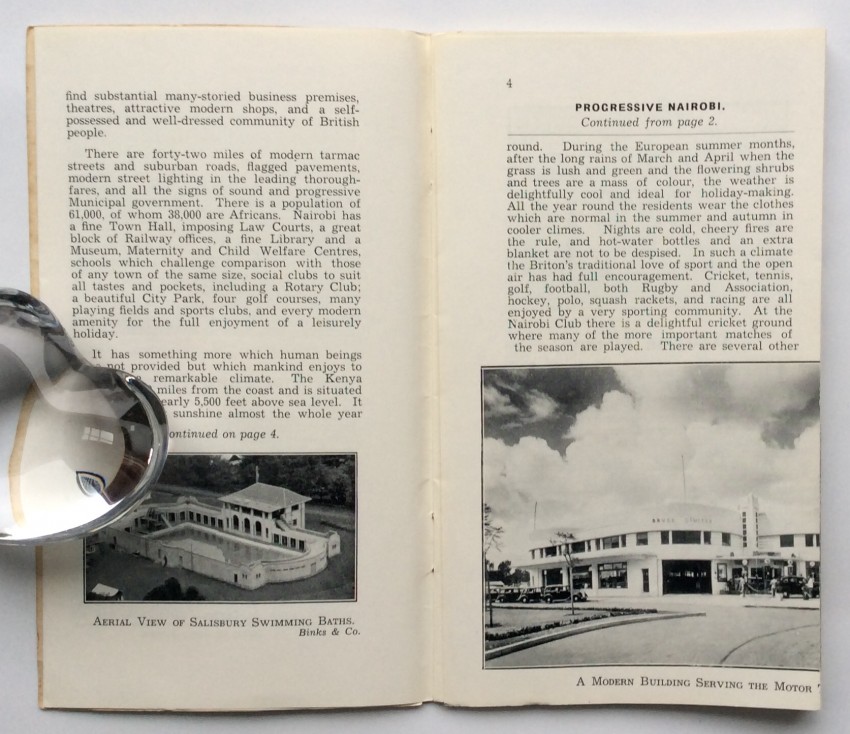 find substantial many-storied business premises,
theatres, attractive modern shops, and a self-
possessed and well-dressed community of British
people.
There are forty-two miles of modern tarmac
streets and suburban roads, flagged pavements,
modern street lighting in the leading thorough-
fares, and all the signs of sound and progressive
Municipal government. There is a population of
61,000, of whom 38,000 are Africans. Nairobi has
a fine Town Hall, imposing Law Courts, a great
block of Railway offices, a fine Library and a
Museum, Maternity and Child Welfare Centres,
schools which challenge comparison with those
of any town of the same size, social clubs to suit
all tastes and pockets, including a Rotary Club;
a beautiful City Park, four golf courses, many
playing fields and sports clubs, and every modern
amenity for the full enjoyment of a leisurely
holiday.
It has something more which human beings
not provided but which mankind enjoys to
remarkable climate. The Kenya
miles from the coast and is situated
early 5,500 feet above sea level. It
sunshine almost the whole year
ontinued on page 4.
AERIAL VIEW OF SALISBURY SWIMMING BATHS.
Binks & Co.
4
PROGRESSIVE NAIROBI.
Continued from page 2.
round. During the European summer months,
after the long rains of March and April when the
grass is lush and green and the flowering shrubs
and trees are a mass of colour, the weather is
delightfully cool and ideal for holiday-making.
All the year round the residents wear the clothes
which are normal in the summer and autumn in
cooler climes. Nights are cold, cheery fires are
the rule, and hot-water bottles and an extra
blanket are not to be despised. In such a climate
the Briton's traditional love of sport and the open
air has had full encouragement. Cricket, tennis,
golf, football, both Rugby and Association,
hockey, polo, squash rackets, and racing are all
enjoyed by a very sporting community. At the
Nairobi Club there is a delightful cricket ground
where many of the more important matches of
the season are played. There are several other
A MODERN BUILDING SERVING THE MOTOR